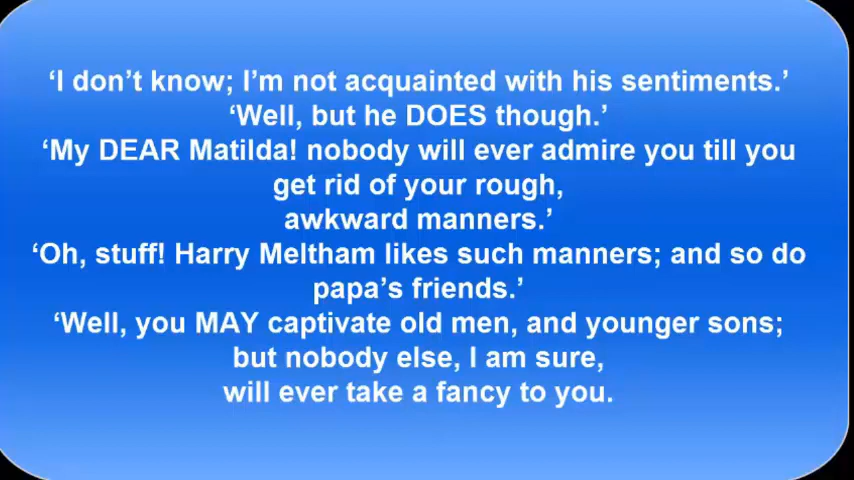 ‘I don’t know; I’m not acquainted with his sentiments.’
‘Well, but he DOES though.’
‘My DEAR Matilda! nobody will ever admire you till you
get rid of your rough,
awkward manners.’
‘Oh, stuff! Harry Meltham likes such manners; and so do
papa’s friends.’
‘Well, you MAY captivate old men, and younger sons;
but nobody else, I am sure,
will ever take a fancy to you.